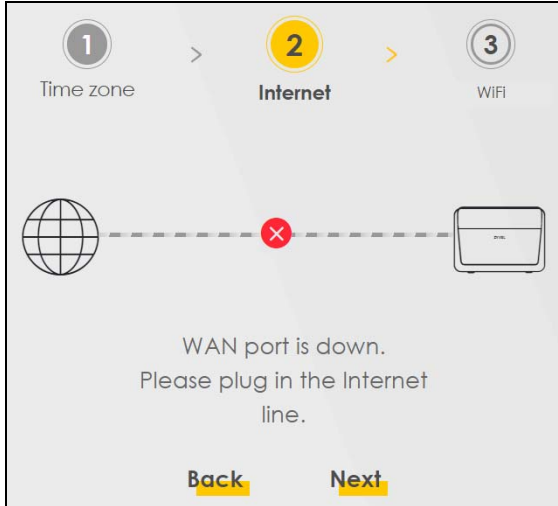 1 > 2 > 3
Time zone Internet WiFi
ZYXEL
WAN port is down.
Please plug in the Internet
line.
Back Next